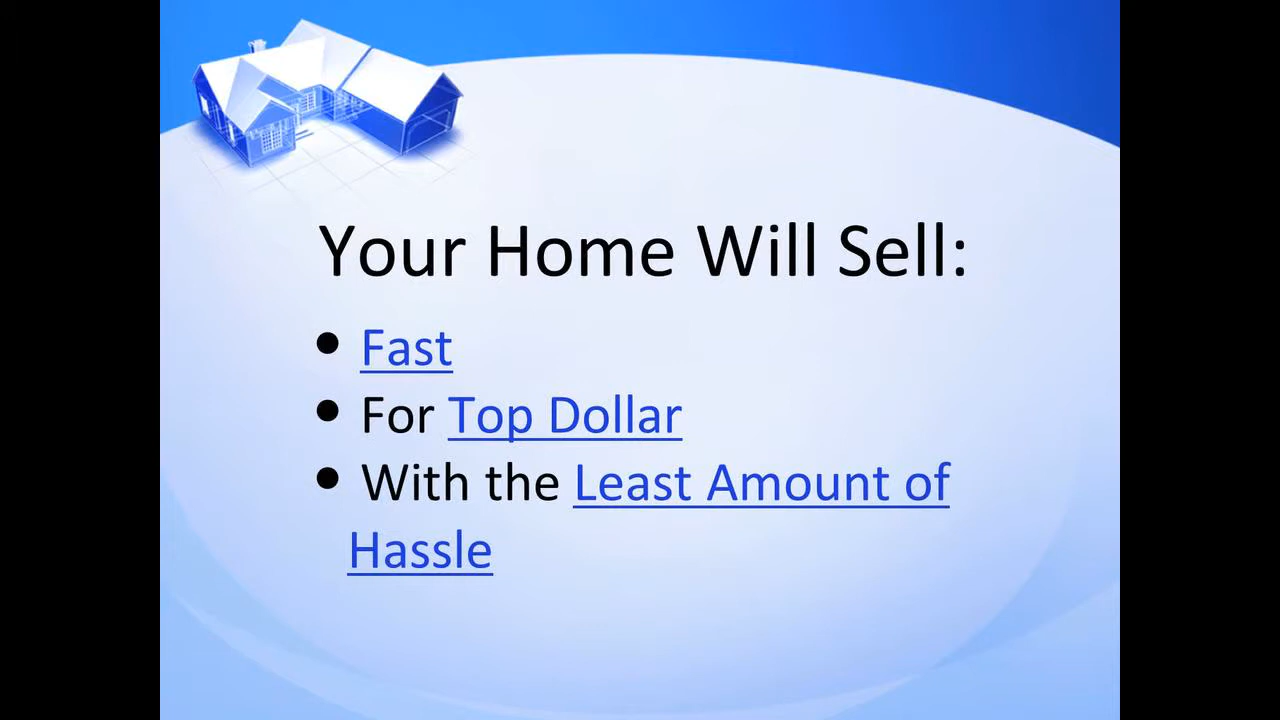 Your Home Will Sell:
• Fast
• For Top Dollar
• With the Least Amount of
Hassle